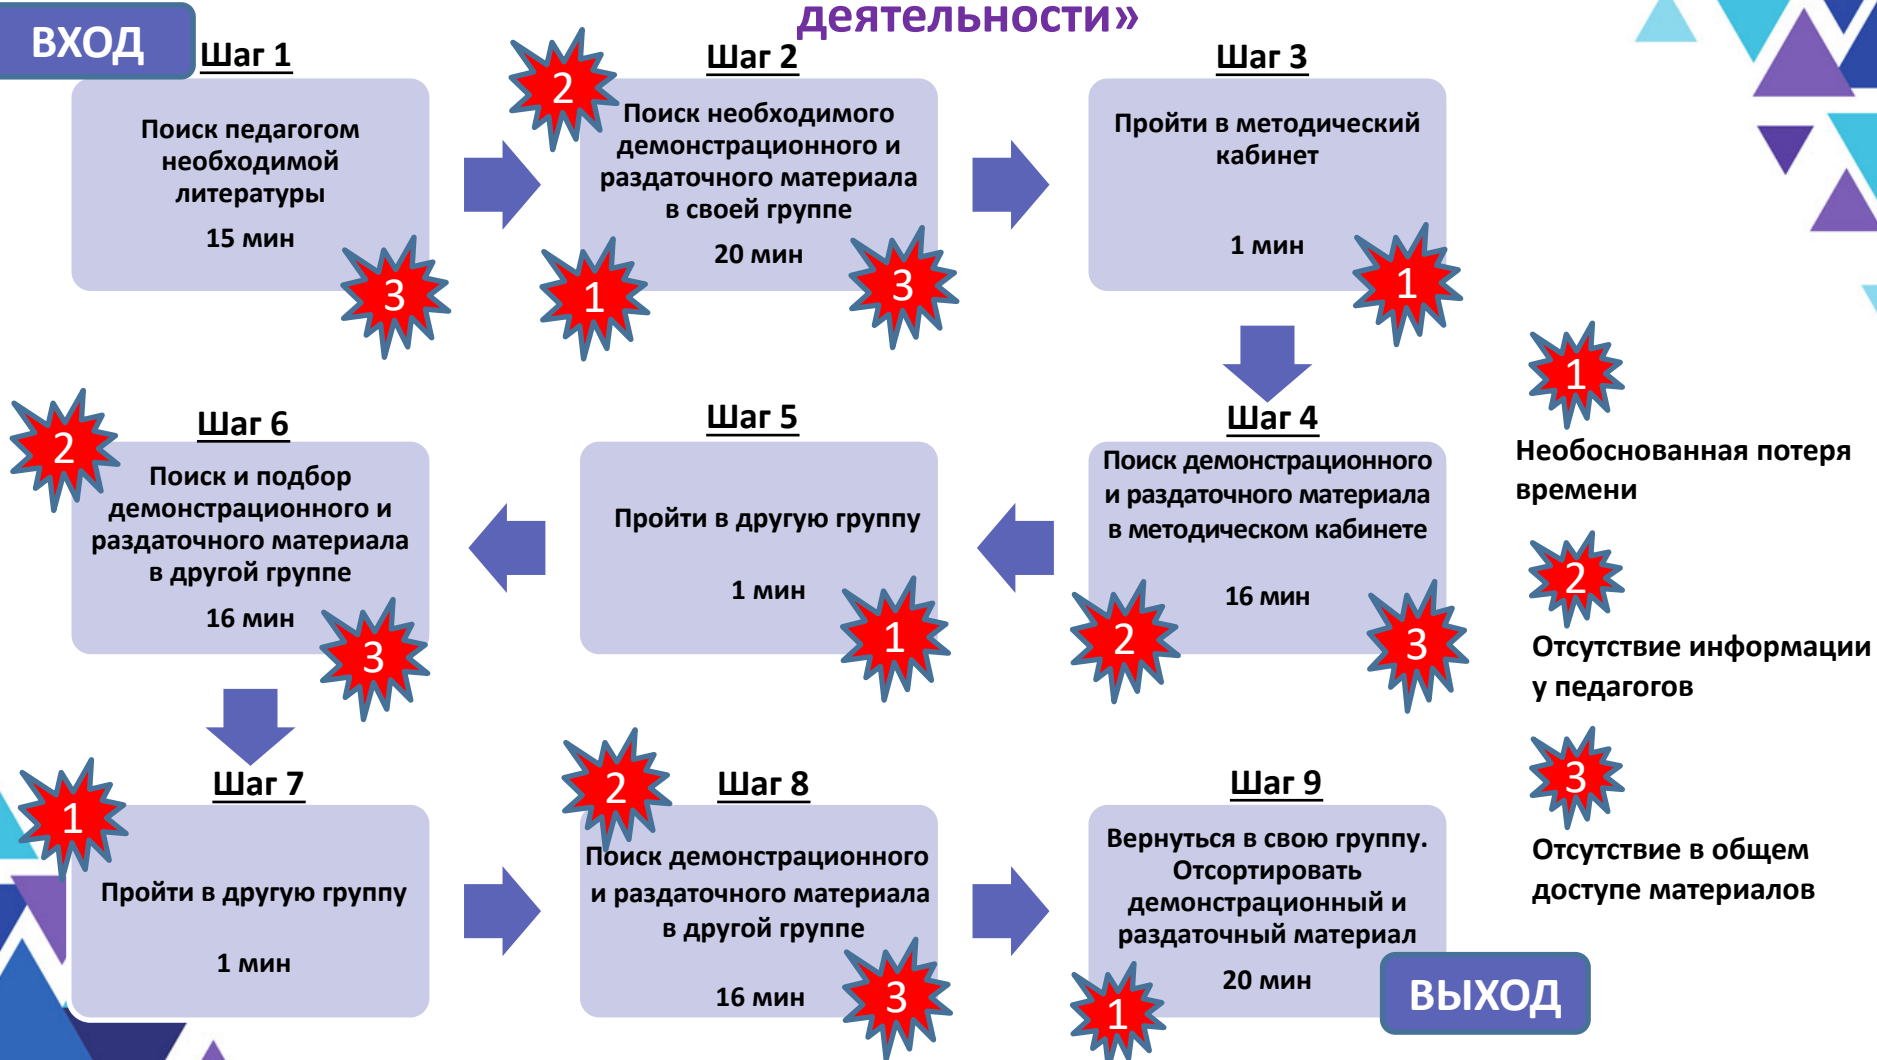 деятельности»
ВХОД
Шаг 1
Поиск педагогом
необходимой
литературы
15 мин
3
Шаг 2
2
Поиск необходимого
демонстрационного и
раздаточного материала
в своей группе
20 мин
1
3
Шаг 3
Пройти в методический
кабинет
1 мин
1
Шаг 4
Поиск демонстрационного
и раздаточного материала
в методическом кабинете
16 мин
2
3
Шаг 5
Пройти в другую группу
1 мин
1
Шаг 6
2
Поиск и подбор
демонстрационного и
раздаточного материала
в другой группе
16 мин
3
Шаг 7
1
Пройти в другую группу
1 мин
Шаг 8
2
Поиск демонстрационного
и раздаточного материала
в другой группе
16 мин
3
Шаг 9
Вернуться в свою группу.
Отсортировать
демонстрационный и
раздаточный материал
20 мин
1
ВЫХОД
1
Необоснованная потеря
времени
2
Отсутствие информации
у педагогов
3
Отсутствие в общем
доступе материалов